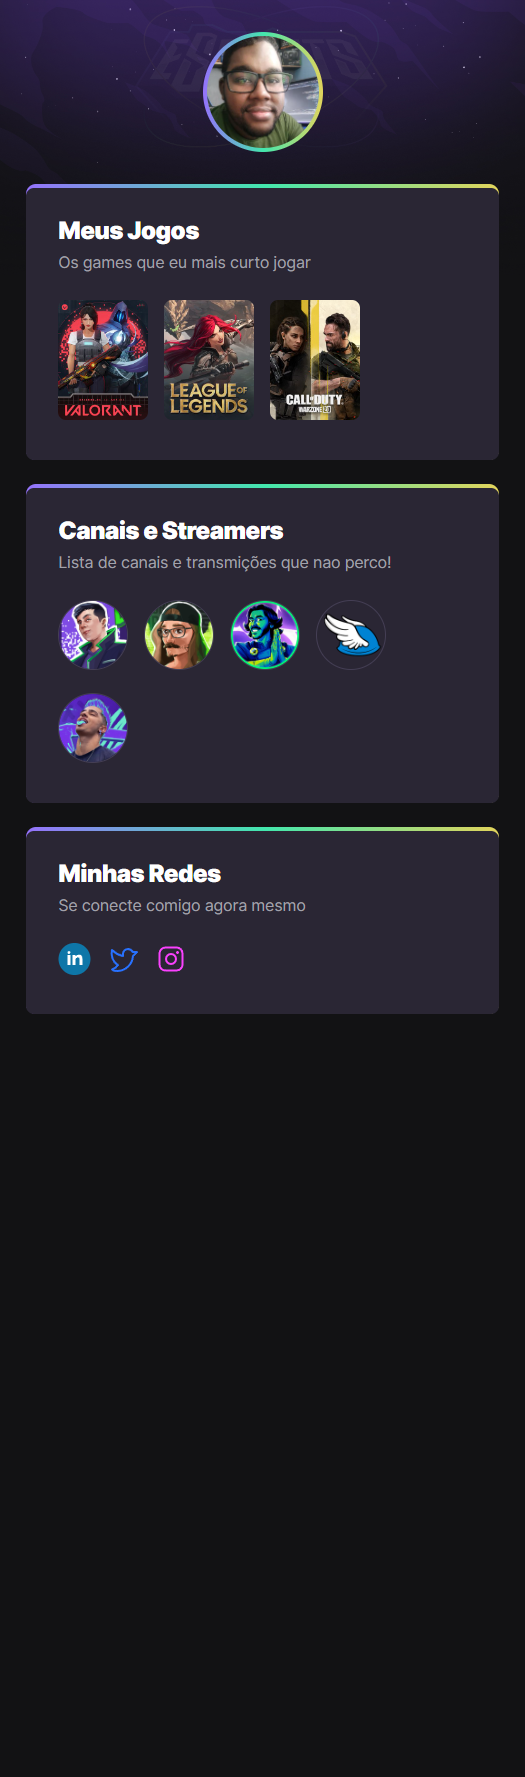 ESPORTS
Meus Jogos
Os games que eu mais curto jogar
VALORANT
LEAGUE OF
LEGENDS
CALL OF DUTY
WARZONE 2.0
Canais e Streamers
Lista de canais e transmições que nao perco!
Minhas Redes
Se conecte comigo agora mesmo
in